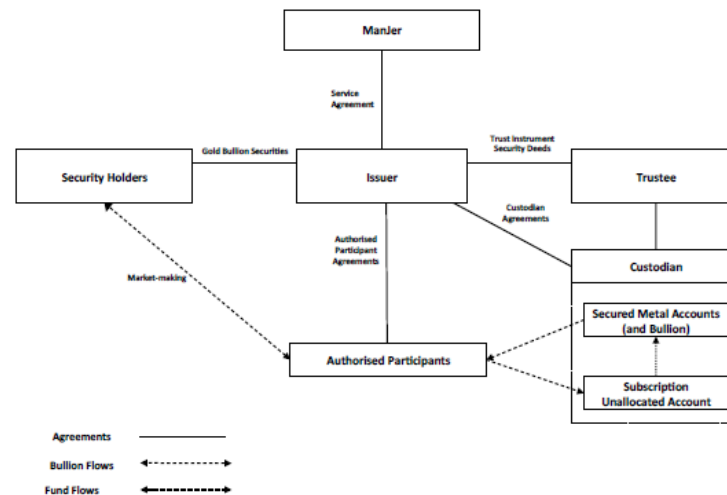 ManJer
Service
Agreement
Gold Bullion Securities
Trust Instrument
Security Deeds
Security Holders
Issuer
Trustee
Custodian
Agreements
Authorised
Participant
Agreements
Custodian
Market-making
Secured Metal Accounts
(and Bullion)
Authorised Participants
Subscription
Unallocated Account
Agreements
Bullion Flows
Fund Flows